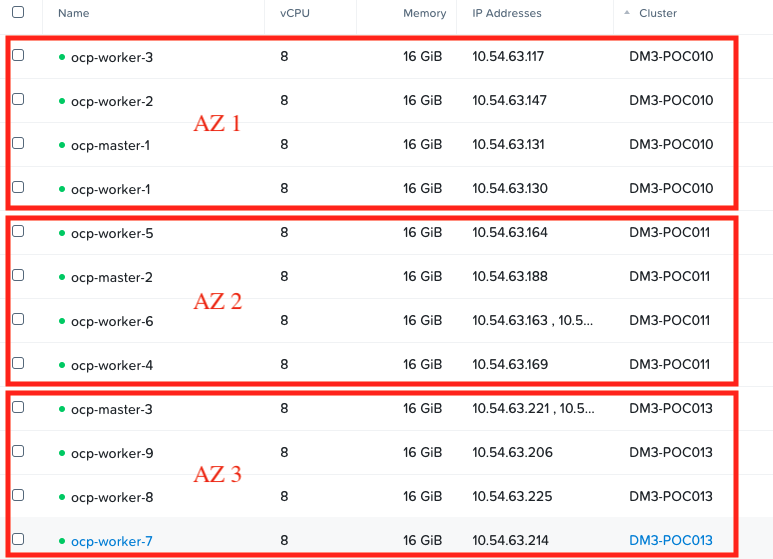 Name vCPU Memory IP Addresses Cluster
ocp-worker-3 8 16 GiB 10.54.63.117 DM3-POC010
ocp-worker-2 8 16 GiB 10.54.63.147 DM3-POC010
AZ 1
ocp-master-1 8 16 GiB 10.54.63.131 DM3-POC010
ocp-worker-1 8 16 GiB 10.54.63.130 DM3-POC010
ocp-worker-5 8 16 GiB 10.54.63.164 DM3-POC011
ocp-master-2 8 16 GiB 10.54.63.188 DM3-POC011
AZ 2
ocp-worker-6 8 16 GiB 10.54.63.163 , 10.5... DM3-POC011
ocp-worker-4 8 16 GiB 10.54.63.169 DM3-POC011
ocp-master-3 8 16 GiB 10.54.63.221 , 10.5... DM3-POC013
ocp-worker-9 8 16 GiB 10.54.63.206 DM3-POC013
AZ 3
ocp-worker-8 8 16 GiB 10.54.63.225 DM3-POC013
ocp-worker-7 8 16 GiB 10.54.63.214 DM3-POC013